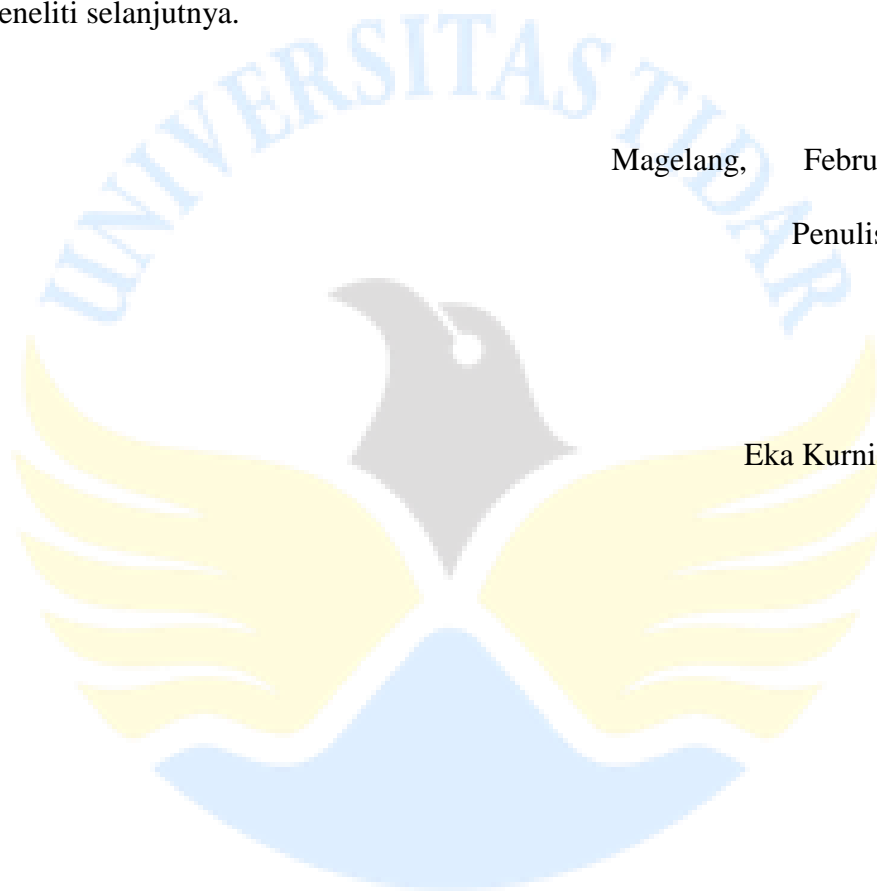 eneliti selanjutnya.
UNIVERSITAS TIDAR
Magelang, Febru
Penulis
Eka Kurni